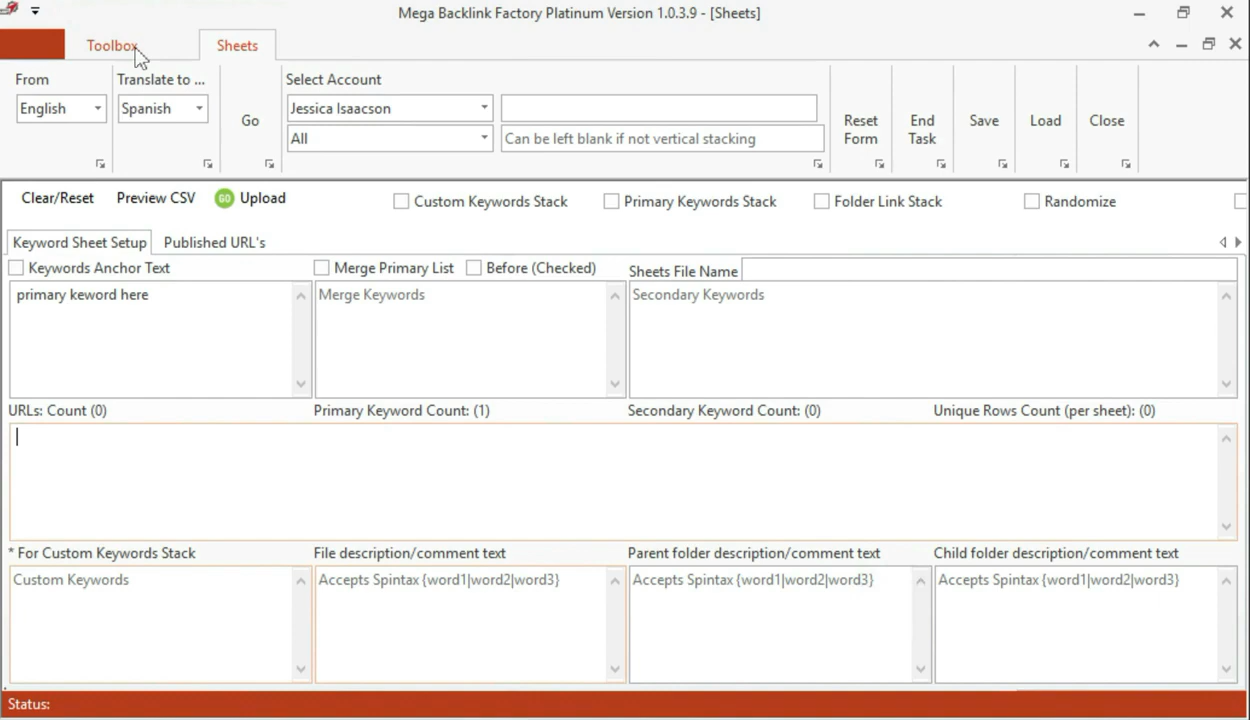 Mega Backlink Factory Platinum Version 1.0.3.9 - [Sheets]
Toolbox Sheets
From Translate to ... Select Account
English Spanish Go Jessica Isaacson
All Can be left blank if not vertical stacking
Reset Form End Task Save Load Close
Clear/Reset Preview CSV GO Upload Custom Keywords Stack Primary Keywords Stack Folder Link Stack Randomize
Keyword Sheet Setup Published URL's
Keywords Anchor Text Merge Primary List Before (Checked) Sheets File Name
primary keword here Merge Keywords Secondary Keywords
URLs: Count (0) Primary Keyword Count: (1) Secondary Keyword Count: (0) Unique Rows Count (per sheet): (0)
* For Custom Keywords Stack File description/comment text Parent folder description/comment text Child folder description/comment text
Custom Keywords Accepts Spintax {word1|word2|word3} Accepts Spintax {word1|word2|word3} Accepts Spintax {word1|word2|word3}
Status: